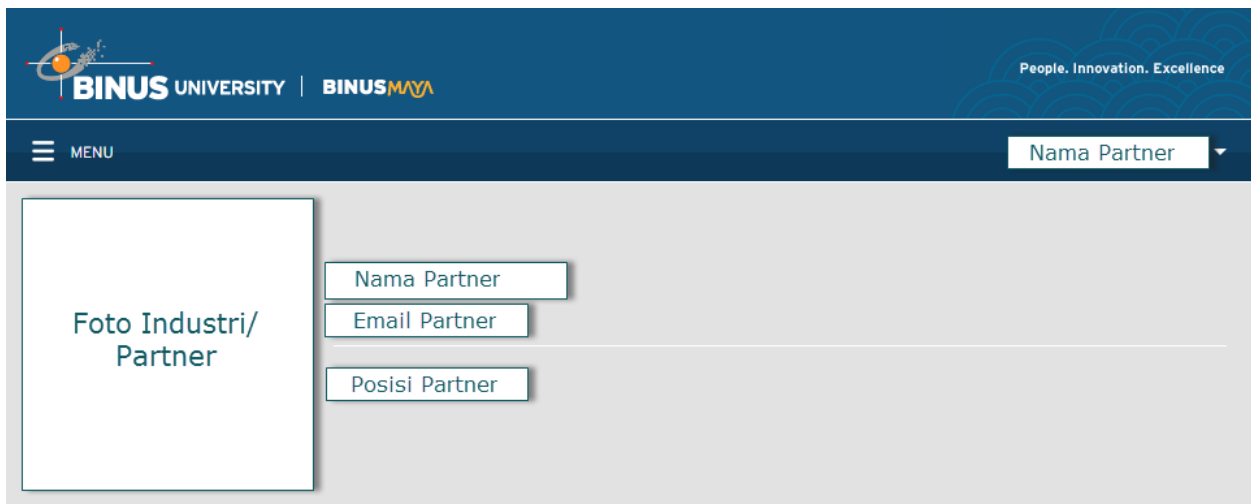 BINUS UNIVERSITY | BINUSMAYA
People. Innovation. Excellence
MENU
Nama Partner
Foto Industri/
Partner
Nama Partner
Email Partner
Posisi Partner